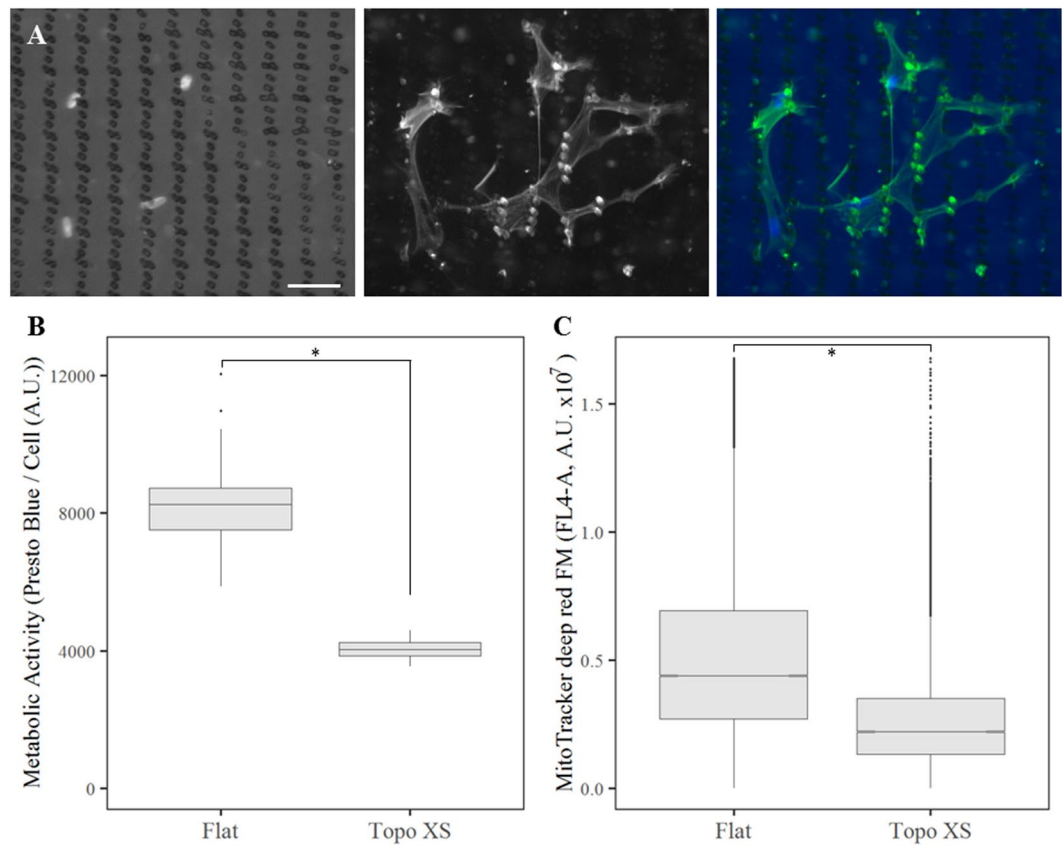 A
B
C
Metabolic Activity (Presto Blue / Cell (A.U.))
12000
8000
4000
0
*
Flat
Topo XS
MitoTracker deep red FM (FL4-A, A.U. x10⁷)
1.5
1.0
0.5
0.0
*
Flat
Topo XS